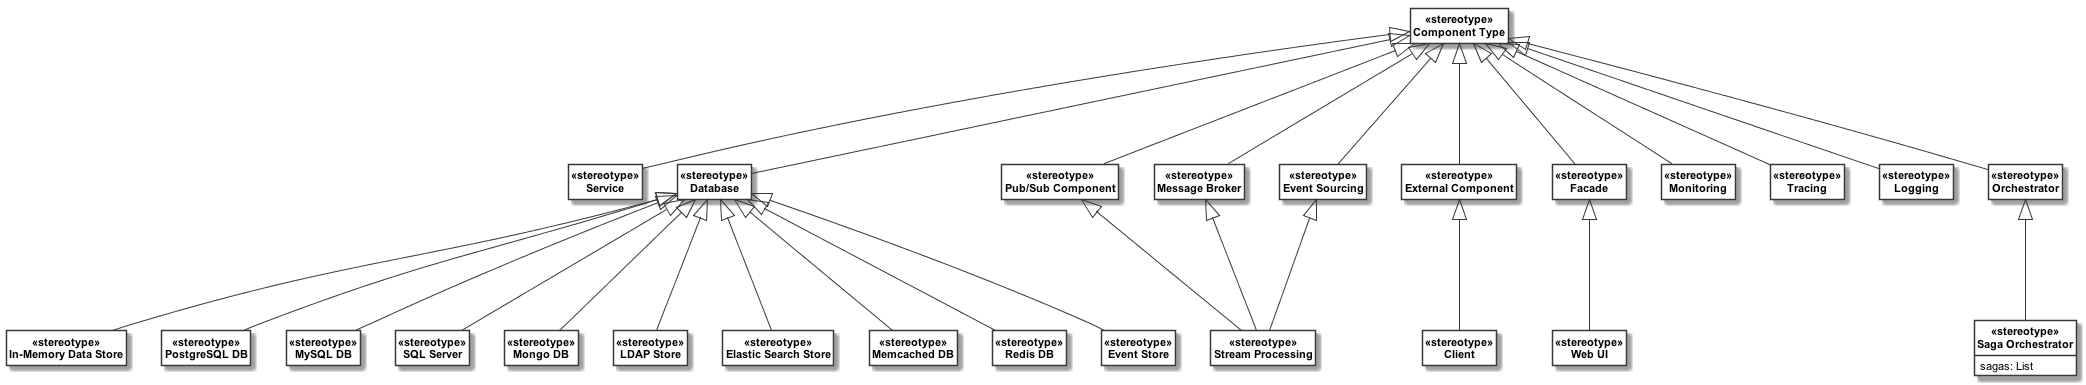 «stereotype»
Component Type
«stereotype»
Service
«stereotype»
Database
«stereotype»
Pub/Sub Component
«stereotype»
Message Broker
«stereotype»
Event Sourcing
«stereotype»
External Component
«stereotype»
Facade
«stereotype»
Monitoring
«stereotype»
Tracing
«stereotype»
Logging
«stereotype»
Orchestrator
«stereotype»
In-Memory Data Store
«stereotype»
PostgreSQL DB
«stereotype»
MySQL DB
«stereotype»
SQL Server
«stereotype»
Mongo DB
«stereotype»
LDAP Store
«stereotype»
Elastic Search Store
«stereotype»
Memcached DB
«stereotype»
Redis DB
«stereotype»
Event Store
«stereotype»
Stream Processing
«stereotype»
Client
«stereotype»
Web UI
«stereotype»
Saga Orchestrator
sagas: List